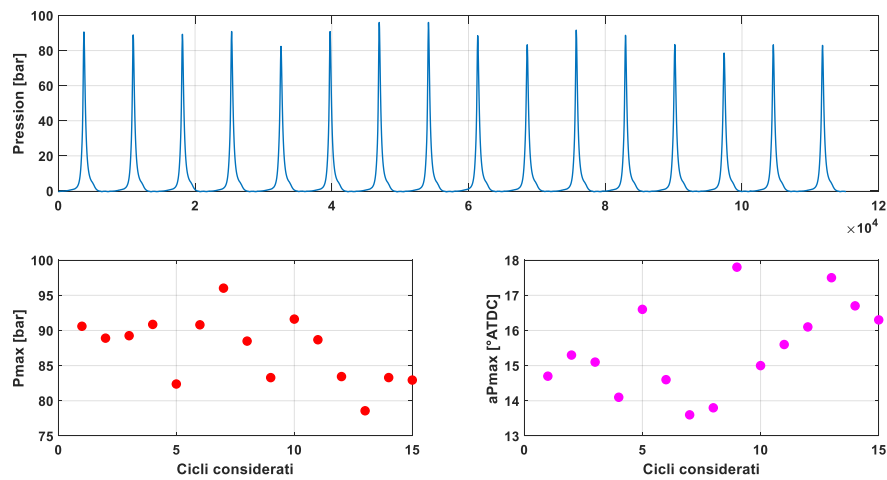 100
80
60
40
20
0
Pression [bar]
0 2 4 6 8 10 12
×10⁴
100
95
90
85
80
75
Pmax [bar]
0 5 10 15
Cicli considerati
18
17
16
15
14
13
aPmax [°ATDC]
0 5 10 15
Cicli considerati